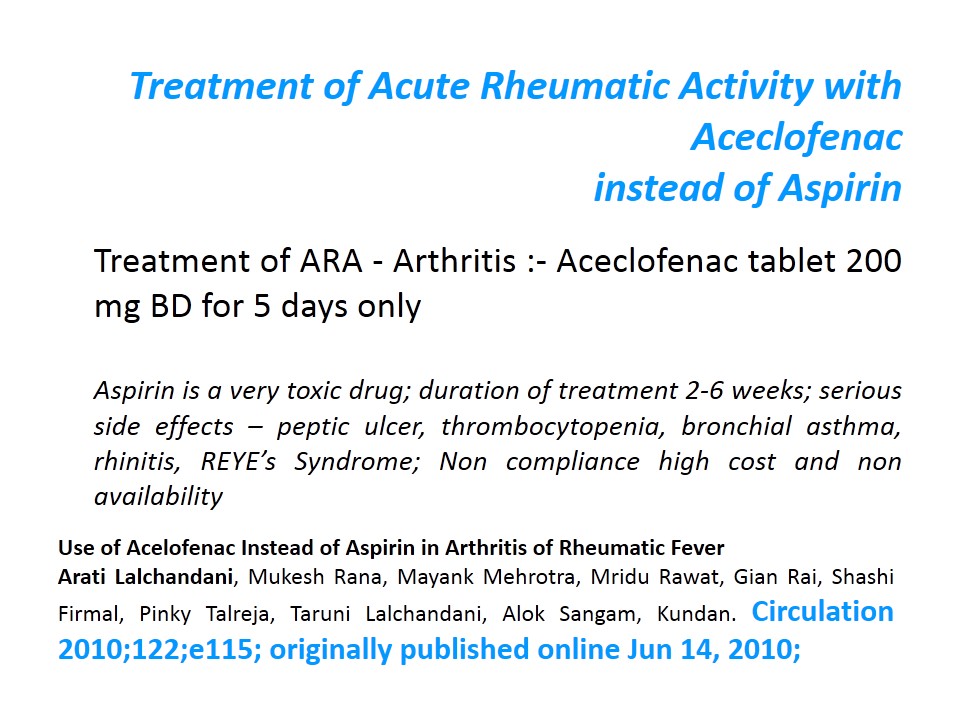 Treatment of Acute Rheumatic Activity with
Aceclofenac
instead of Aspirin
Treatment of ARA - Arthritis :- Aceclofenac tablet 200
mg BD for 5 days only
Aspirin is a very toxic drug; duration of treatment 2-6 weeks; serious
side effects – peptic ulcer, thrombocytopenia, bronchial asthma,
rhinitis, REYE’s Syndrome; Non compliance high cost and non
availability
Use of Acelofenac Instead of Aspirin in Arthritis of Rheumatic Fever
Arati Lalchandani, Mukesh Rana, Mayank Mehrotra, Mridu Rawat, Gian Rai, Shashi
Firmal, Pinky Talreja, Taruni Lalchandani, Alok Sangam, Kundan. Circulation
2010;122;e115; originally published online Jun 14, 2010;